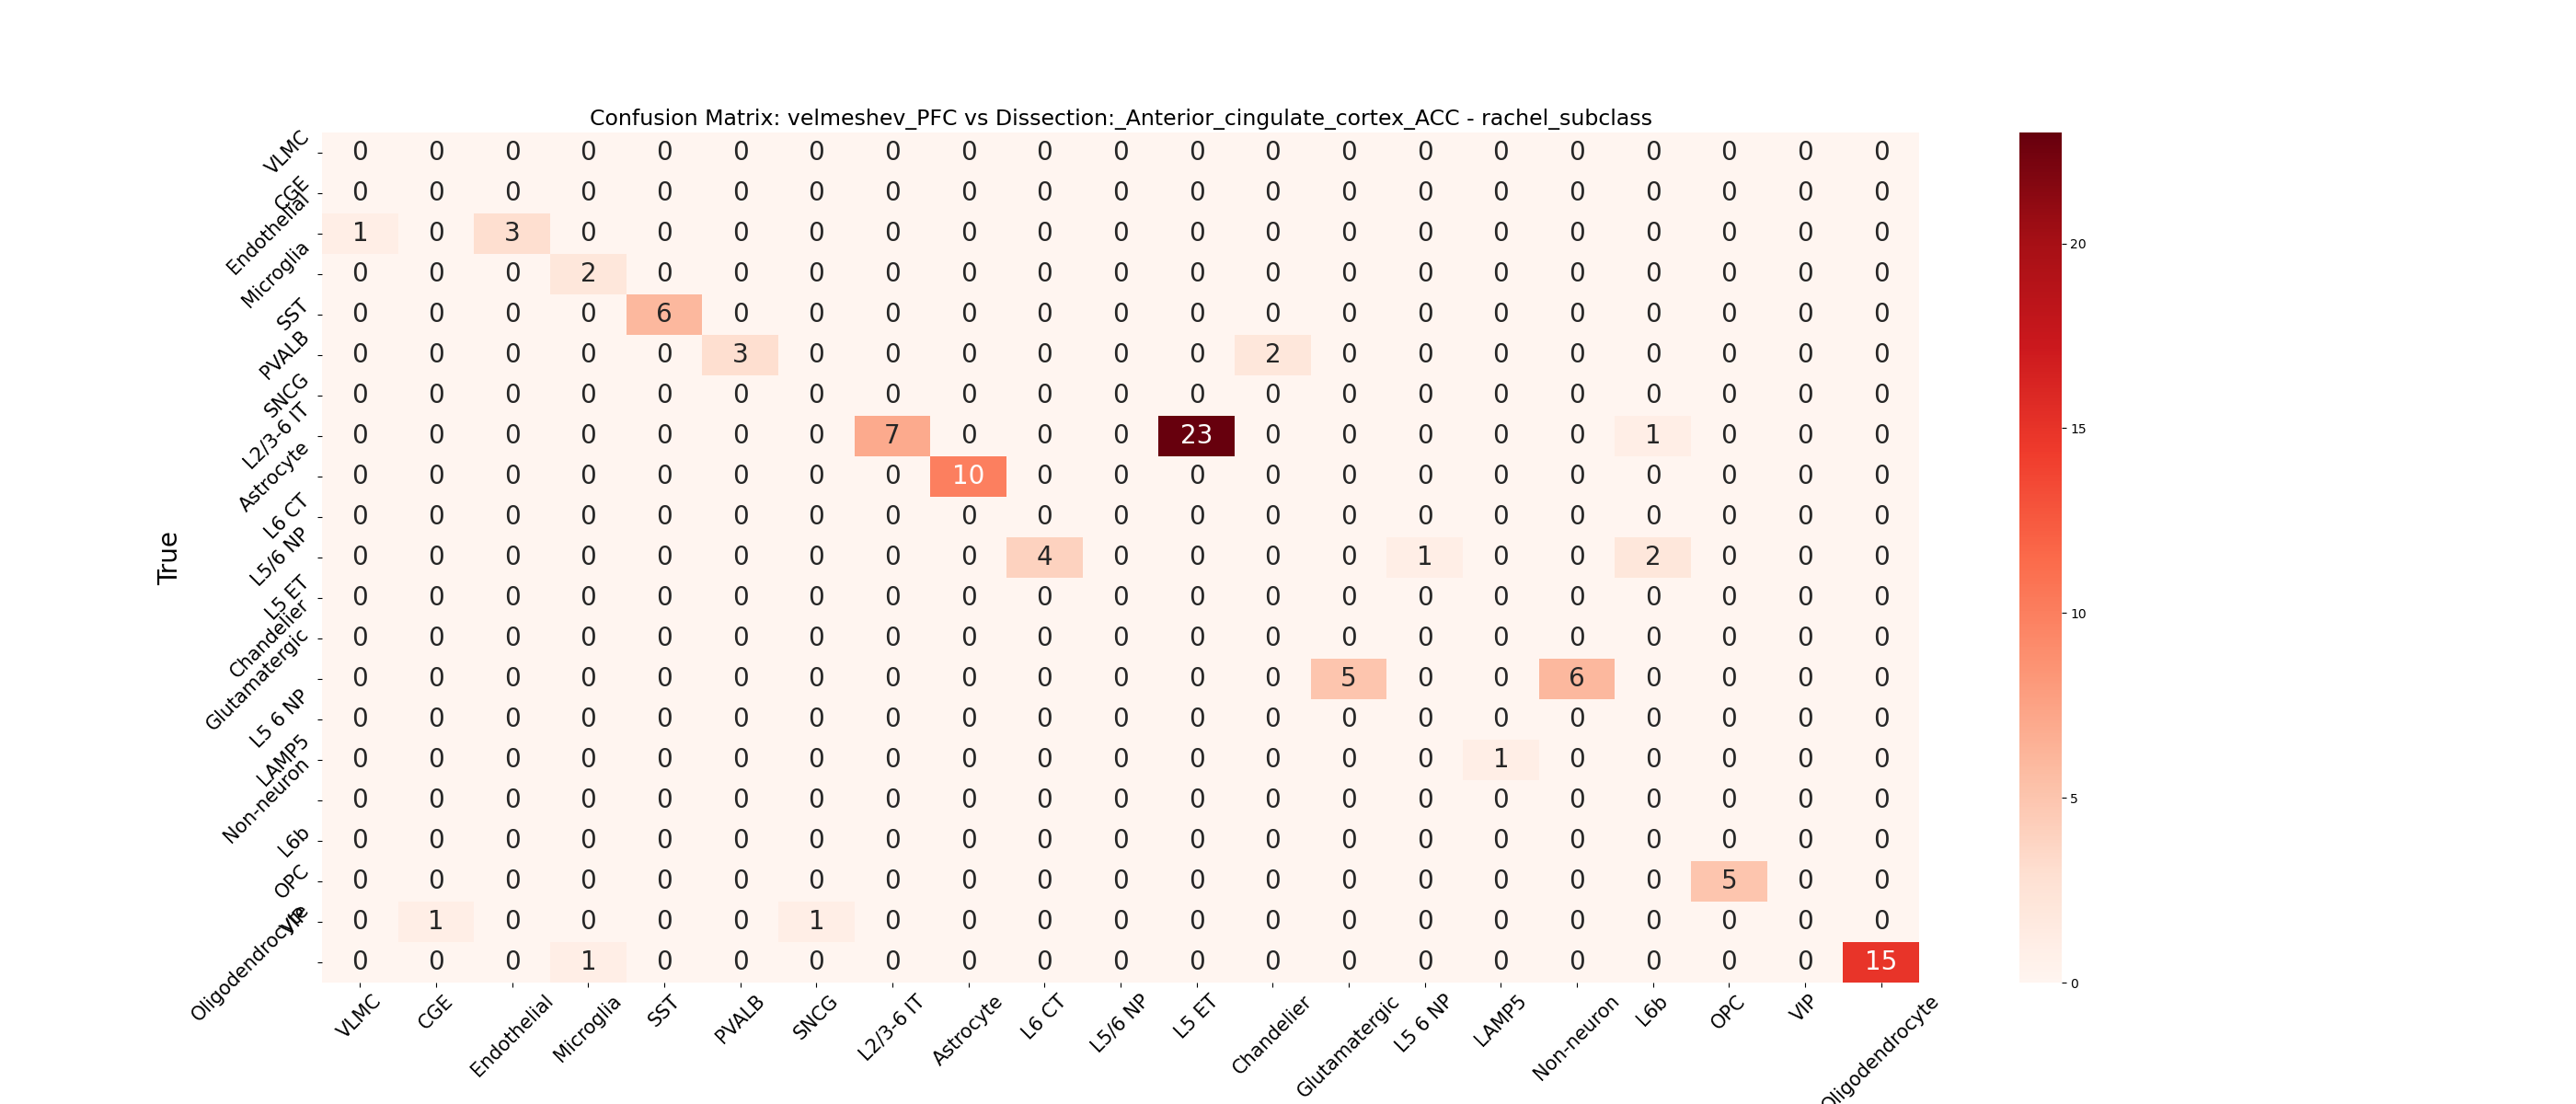 Confusion Matrix: velmeshev_PFC vs Dissection:_Anterior_cingulate_cortex_ACC - rachel_subclass
True
VLMC 0 0 0 0 0 0 0 0 0 0 0 0 0 0 0 0 0 0 0 0 0
CGE 0 0 0 0 0 0 0 0 0 0 0 0 0 0 0 0 0 0 0 0 0
Endothelial 1 0 3 0 0 0 0 0 0 0 0 0 0 0 0 0 0 0 0 0 0
Microglia 0 0 0 2 0 0 0 0 0 0 0 0 0 0 0 0 0 0 0 0 0
SST 0 0 0 0 6 0 0 0 0 0 0 0 0 0 0 0 0 0 0 0 0
PVALB 0 0 0 0 0 3 0 0 0 0 0 0 2 0 0 0 0 0 0 0 0
SNCG 0 0 0 0 0 0 0 0 0 0 0 0 0 0 0 0 0 0 0 0 0
L2/3-6 IT 0 0 0 0 0 0 0 7 0 0 0 23 0 0 0 0 0 1 0 0 0
Astrocyte 0 0 0 0 0 0 0 0 10 0 0 0 0 0 0 0 0 0 0 0 0
L6 CT 0 0 0 0 0 0 0 0 0 0 0 0 0 0 0 0 0 0 0 0 0
L5/6 NP 0 0 0 0 0 0 0 0 0 4 0 0 0 0 1 0 0 2 0 0 0
L5 ET 0 0 0 0 0 0 0 0 0 0 0 0 0 0 0 0 0 0 0 0 0
Chandelier 0 0 0 0 0 0 0 0 0 0 0 0 0 0 0 0 0 0 0 0 0
Glutamatergic 0 0 0 0 0 0 0 0 0 0 0 0 0 5 0 0 6 0 0 0 0
L5 6 NP 0 0 0 0 0 0 0 0 0 0 0 0 0 0 0 0 0 0 0 0 0
LAMP5 0 0 0 0 0 0 0 0 0 0 0 0 0 0 0 1 0 0 0 0 0
Non-neuron 0 0 0 0 0 0 0 0 0 0 0 0 0 0 0 0 0 0 0 0 0
L6b 0 0 0 0 0 0 0 0 0 0 0 0 0 0 0 0 0 0 0 0 0
OPC 0 0 0 0 0 0 0 0 0 0 0 0 0 0 0 0 0 0 5 0 0
VIP 0 1 0 0 0 0 1 0 0 0 0 0 0 0 0 0 0 0 0 0 0
Oligodendrocyte 0 0 0 1 0 0 0 0 0 0 0 0 0 0 0 0 0 0 0 0 15
VLMC CGE Endothelial Microglia SST PVALB SNCG L2/3-6 IT Astrocyte L6 CT L5/6 NP L5 ET Chandelier Glutamatergic L5 6 NP LAMP5 Non-neuron L6b OPC VIP Oligodendrocyte
20
15
10
5
0